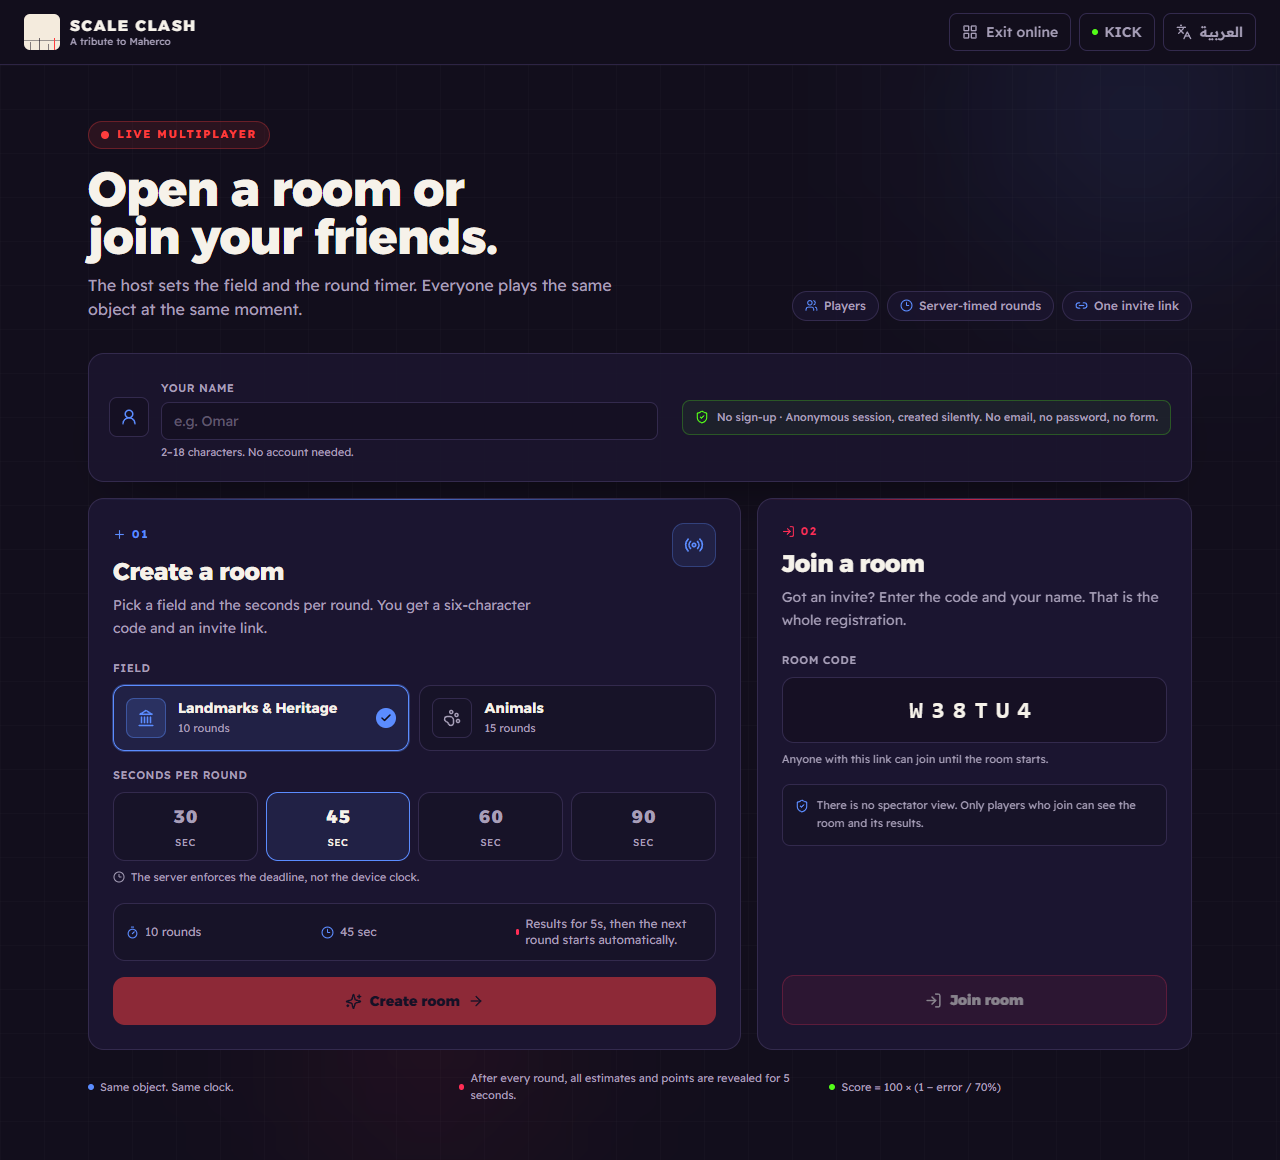 SCALE CLASH
A tribute to Maherco
Exit online
KICK
العربية
LIVE MULTIPLAYER
Open a room or
join your friends.
The host sets the field and the round timer. Everyone plays the same
object at the same moment.
Players
Server-timed rounds
One invite link
YOUR NAME
e.g. Omar
2–18 characters. No account needed.
No sign-up · Anonymous session, created silently. No email, no password, no form.
01
Create a room
Pick a field and the seconds per round. You get a six-character
code and an invite link.
FIELD
Landmarks & Heritage
10 rounds
Animals
15 rounds
SECONDS PER ROUND
30
SEC
45
SEC
60
SEC
90
SEC
The server enforces the deadline, not the device clock.
10 rounds
45 sec
Results for 5s, then the next
round starts automatically.
Create room
02
Join a room
Got an invite? Enter the code and your name. That is the
whole registration.
ROOM CODE
W38TU4
Anyone with this link can join until the room starts.
There is no spectator view. Only players who join can see the
room and its results.
Join room
Same object. Same clock.
After every round, all estimates and points are revealed for 5
seconds.
Score = 100 × (1 − error / 70%)